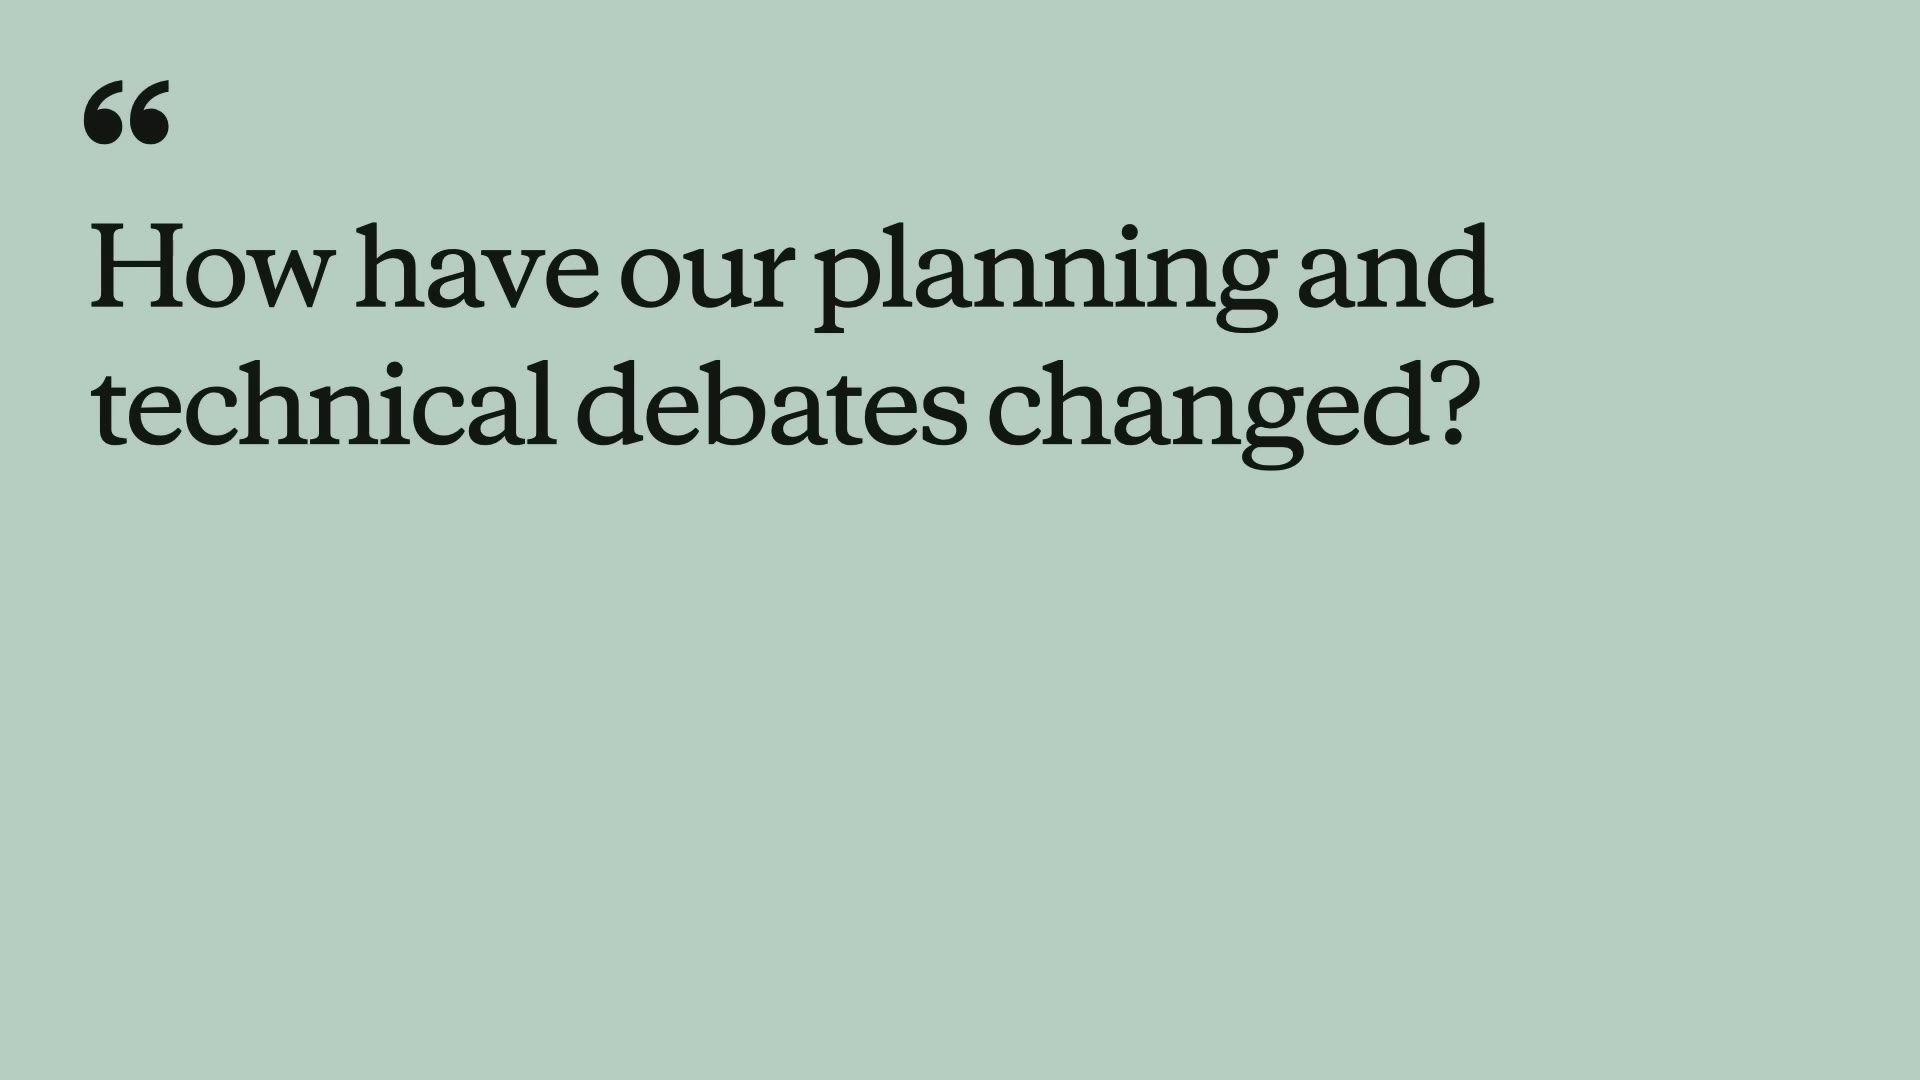 “
How have our planning and
technical debates changed?